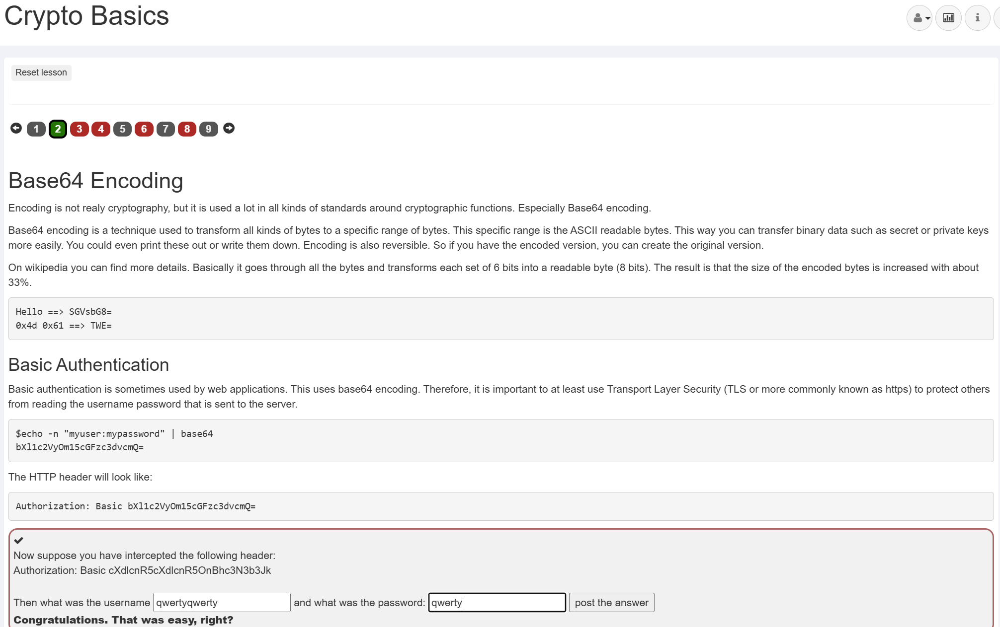 Crypto Basics
Reset lesson
1 2 3 4 5 6 7 8 9
Base64 Encoding
Encoding is not realy cryptography, but it is used a lot in all kinds of standards around cryptographic functions. Especially Base64 encoding.
Base64 encoding is a technique used to transform all kinds of bytes to a specific range of bytes. This specific range is the ASCII readable bytes. This way you can transfer binary data such as secret or private keys
more easily. You could even print these out or write them down. Encoding is also reversible. So if you have the encoded version, you can create the original version.
On wikipedia you can find more details. Basically it goes through all the bytes and transforms each set of 6 bits into a readable byte (8 bits). The result is that the size of the encoded bytes is increased with about
33%.
Hello ==> SGVsbG8=
0x4d 0x61 ==> TWE=
Basic Authentication
Basic authentication is sometimes used by web applications. This uses base64 encoding. Therefore, it is important to at least use Transport Layer Security (TLS or more commonly known as https) to protect others
from reading the username password that is sent to the server.
$echo -n "myuser:mypassword" | base64
bXl1c2VyOm15cGFzc3dvcmQ=
The HTTP header will look like:
Authorization: Basic bXl1c2VyOm15cGFzc3dvcmQ=
Now suppose you have intercepted the following header:
Authorization: Basic cXdlcnR5cXdlcnR5OnBhc3N3b3Jk
Then what was the username qwertyqwerty and what was the password: qwerty post the answer
Congratulations. That was easy, right?